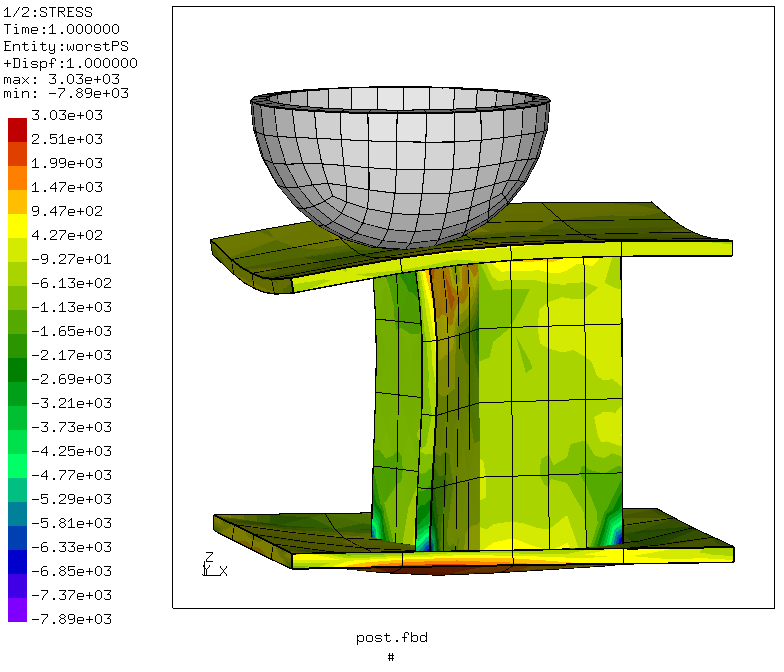 1/2:STRESS
Time:1.000000
Entity:worstPS
+Dispf:1.000000
max: 3.03e+03
min: -7.89e+03
3.03e+03
2.51e+03
1.99e+03
1.47e+03
9.47e+02
4.27e+02
-9.27e+01
-6.13e+02
-1.13e+03
-1.65e+03
-2.17e+03
-2.69e+03
-3.21e+03
-3.73e+03
-4.25e+03
-4.77e+03
-5.29e+03
-5.81e+03
-6.33e+03
-6.85e+03
-7.37e+03
-7.89e+03
Z
Y X
post.fbd
#